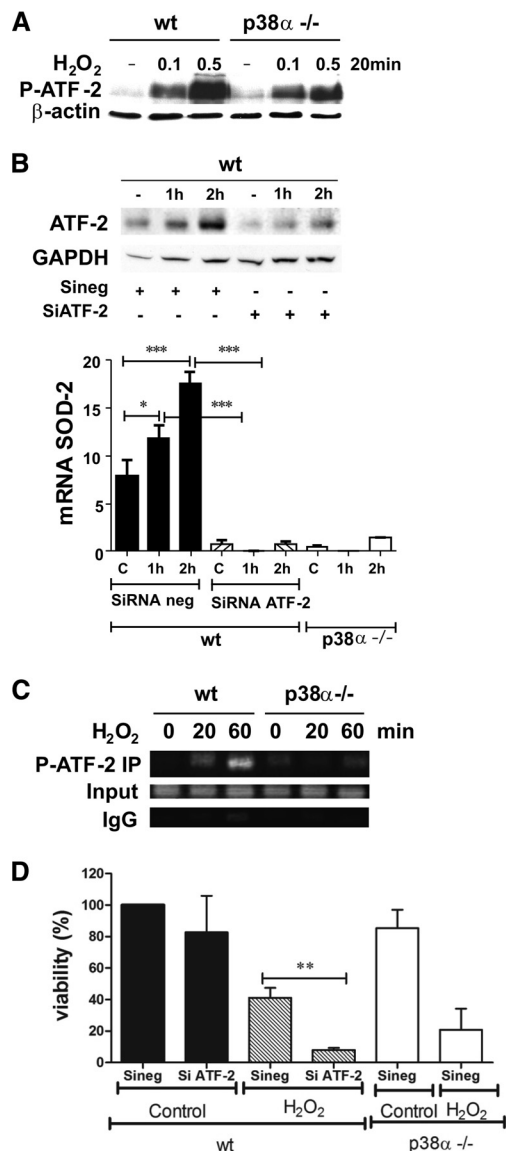 A
wt p38α -/-
H2O2 - 0.1 0.5 - 0.1 0.5 20min
P-ATF-2
β-actin
B
wt
- 1h 2h - 1h 2h
ATF-2
GAPDH
Sineg + + + - - -
SiATF-2 - - - + + +
mRNA SOD-2
20
15
10
5
0
*** ***
* ***
C 1h 2h C 1h 2h C 1h 2h
SiRNA neg SiRNA ATF-2
wt p38α -/-
C
wt p38α-/-
H2O2 0 20 60 0 20 60 min
P-ATF-2 IP
Input
IgG
D
viability (%)
120
100
80
60
40
20
0
**
Sineg Si ATF-2 Sineg Si ATF-2 Sineg Sineg
Control H2O2 Control H2O2
wt p38α -/-